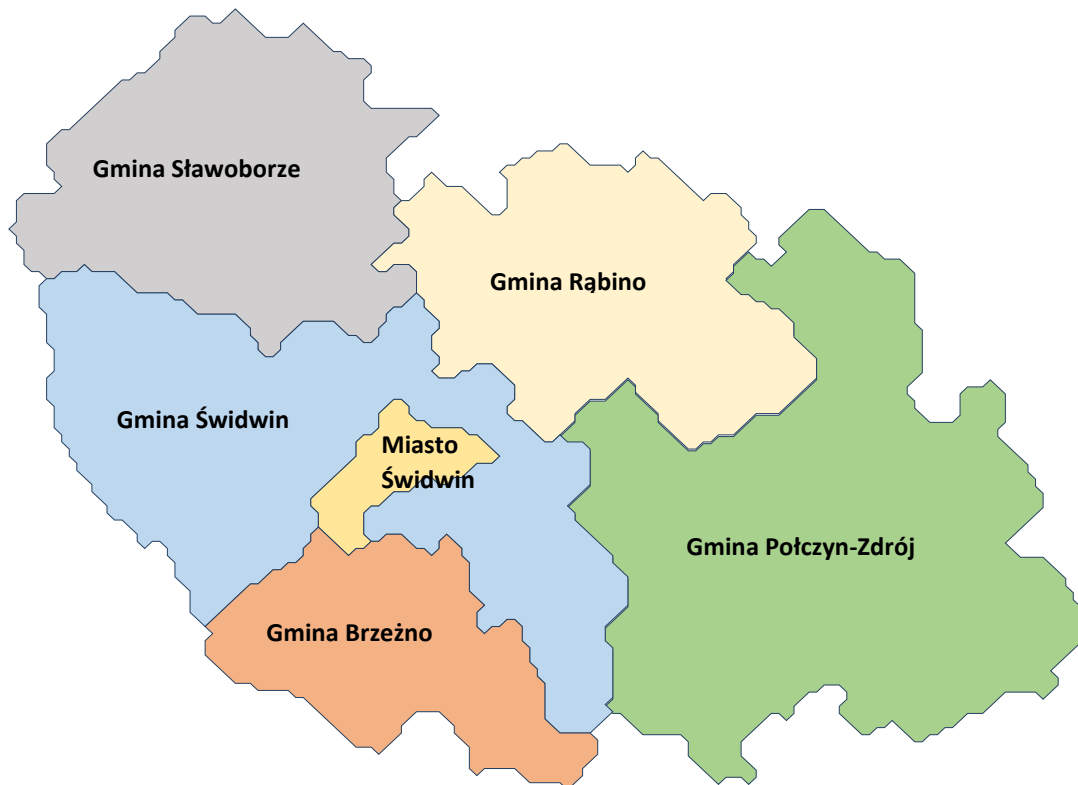 Gmina Sławoborze
Gmina Rąbino
Gmina Świdwin
Miasto
Świdwin
Gmina Połczyn-Zdrój
Gmina Brzeżno